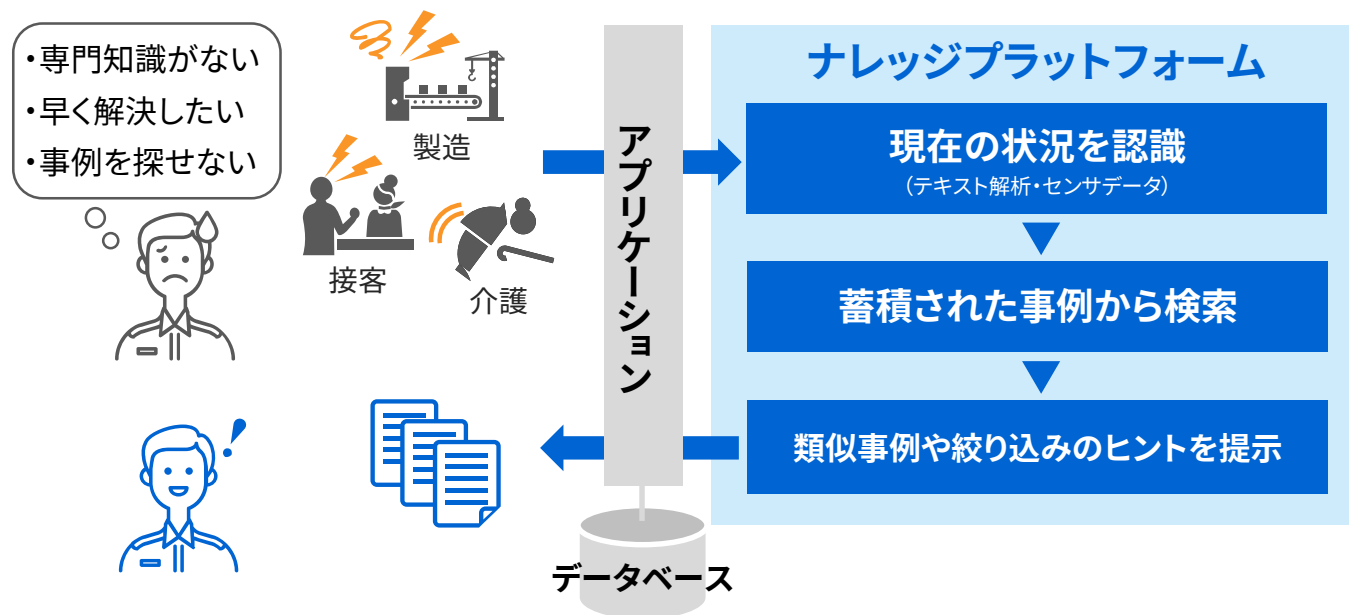 ・専門知識がない
・早く解決したい
・事例を探せない
製造
接客
介護
アプリケーション
データベース
ナレッジプラットフォーム
現在の状況を認識
（テキスト解析・センサデータ）
蓄積された事例から検索
類似事例や絞り込みのヒントを提示